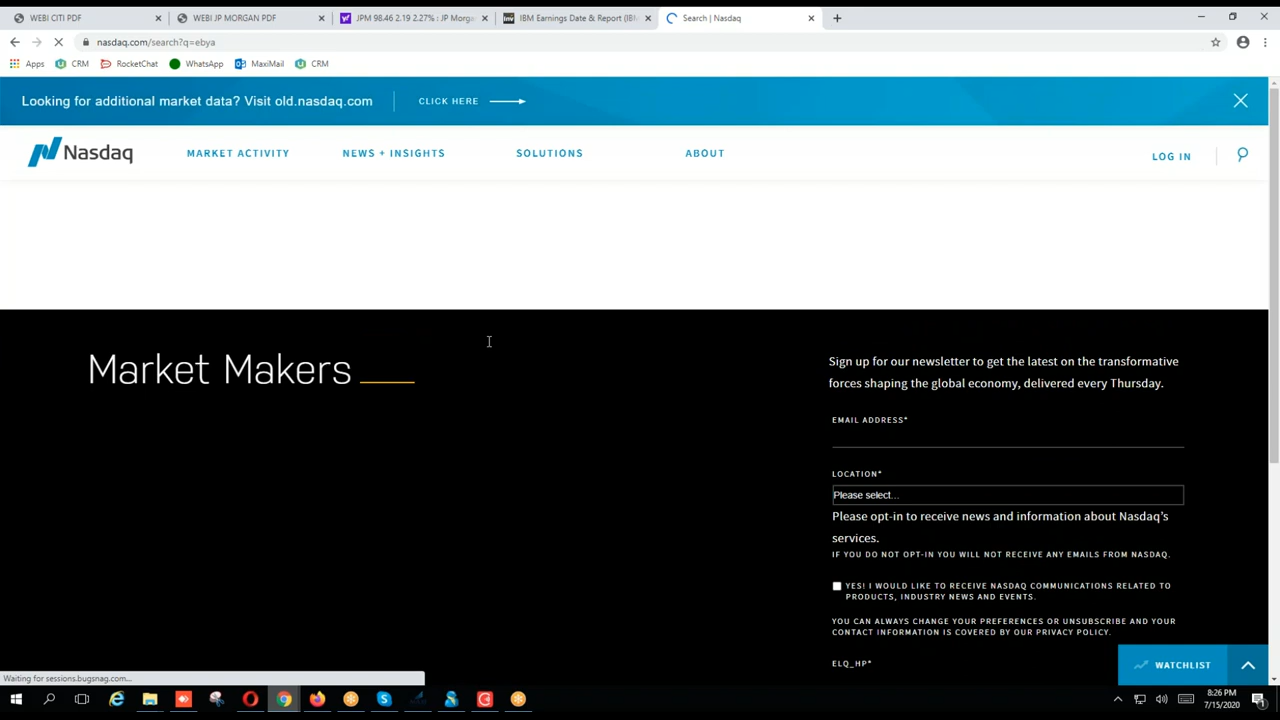 WEBI CITI PDF
WEBI JP MORGAN PDF
JPM 98.46 2.19 2.27% : JP Morga
IBM Earnings Date & Report (IBM
Search | Nasdaq
nasdaq.com/search?q=ebya
Apps
CRM
RocketChat
WhatsApp
MaxiMail
CRM
Looking for additional market data? Visit old.nasdaq.com
CLICK HERE
Nasdaq
MARKET ACTIVITY
NEWS + INSIGHTS
SOLUTIONS
ABOUT
LOG IN
Market Makers
Sign up for our newsletter to get the latest on the transformative
forces shaping the global economy, delivered every Thursday.
EMAIL ADDRESS*
LOCATION*
Please select...
Please opt-in to receive news and information about Nasdaq's
services.
IF YOU DO NOT OPT-IN YOU WILL NOT RECEIVE ANY EMAILS FROM NASDAQ.
YES! I WOULD LIKE TO RECEIVE NASDAQ COMMUNICATIONS RELATED TO
PRODUCTS, INDUSTRY NEWS AND EVENTS.
YOU CAN ALWAYS CHANGE YOUR PREFERENCES OR UNSUBSCRIBE AND YOUR
CONTACT INFORMATION IS COVERED BY OUR PRIVACY POLICY.
ELQ_HP*
WATCHLIST
Waiting for sessions.bugsnag.com...
8:26 PM
7/15/2020